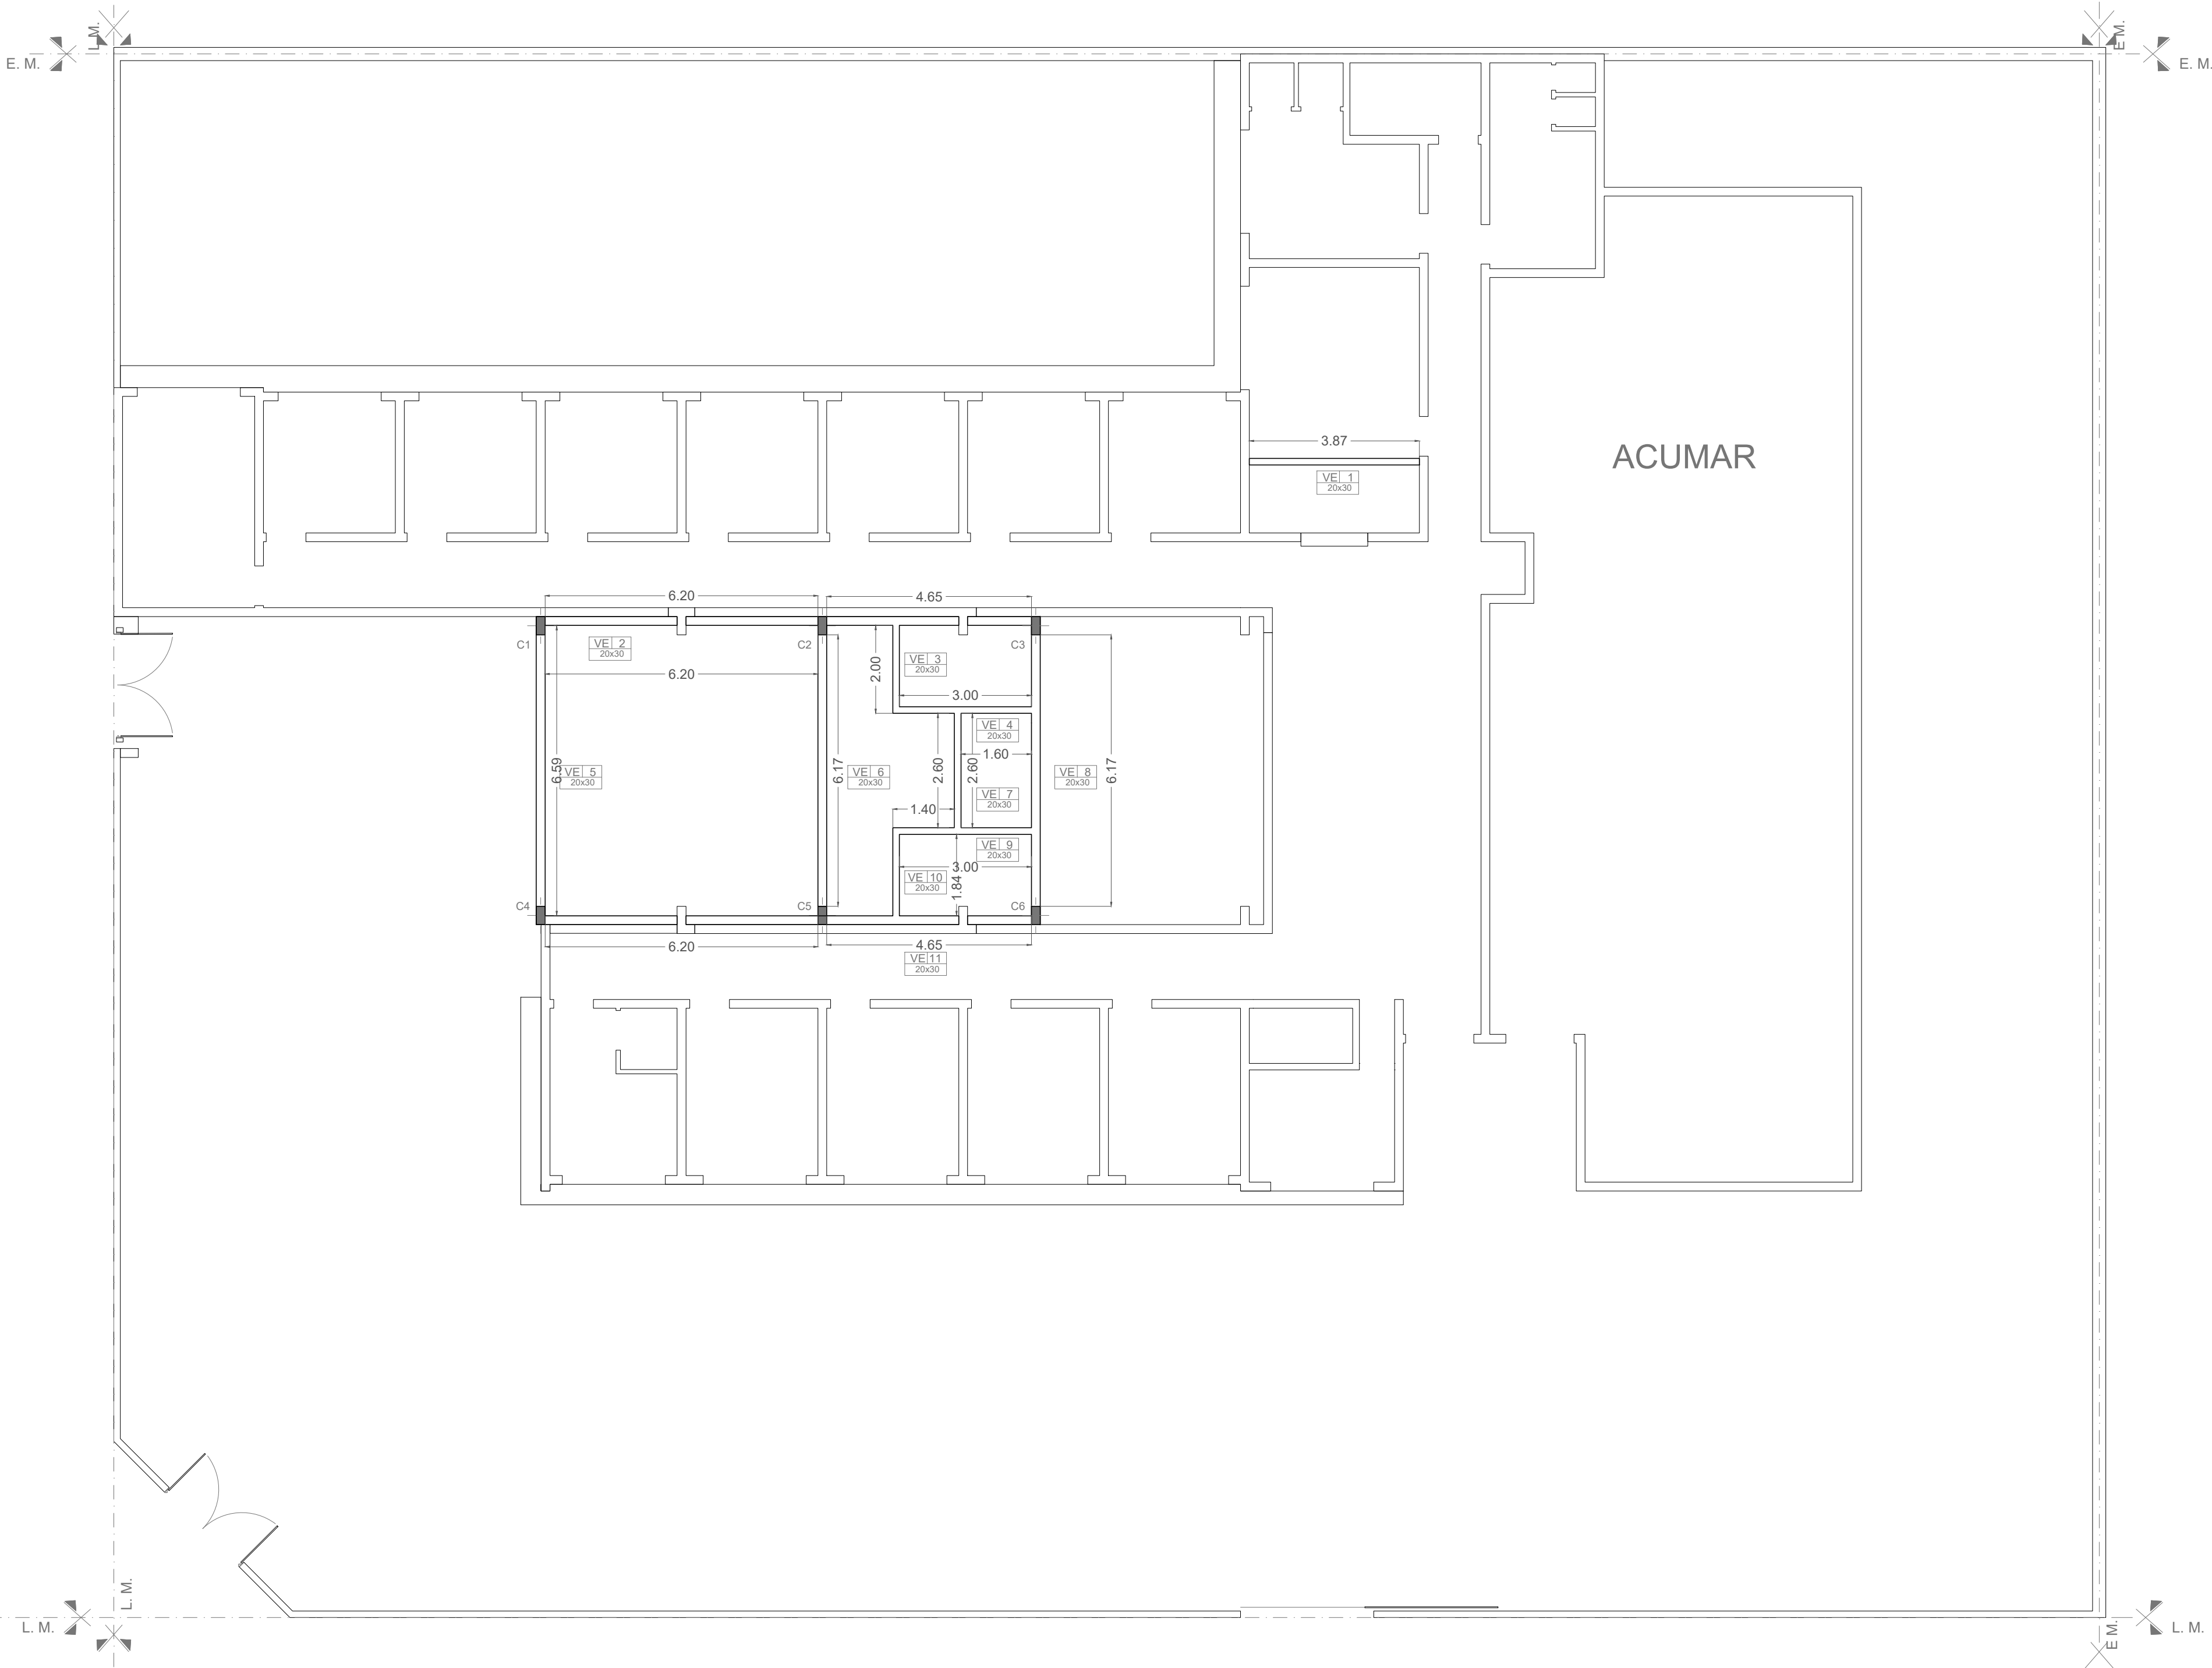 L. M.
E. M.
E. M.
E. M.
3.87
VE 1
20x30
ACUMAR
6.20
4.65
C1
VE 2
20x30
C2
C3
VE 3
20x30
2.00
6.20
3.00
VE 4
20x30
1.60
6.59
VE 5
20x30
6.17
VE 6
20x30
2.60
2.60
VE 8
20x30
6.17
VE 7
20x30
1.40
VE 9
20x30
3.00
VE 10
20x30
1.84
C4
C5
C6
6.20
4.65
VE 11
20x30
L. M.
L. M.
E M.
L. M.